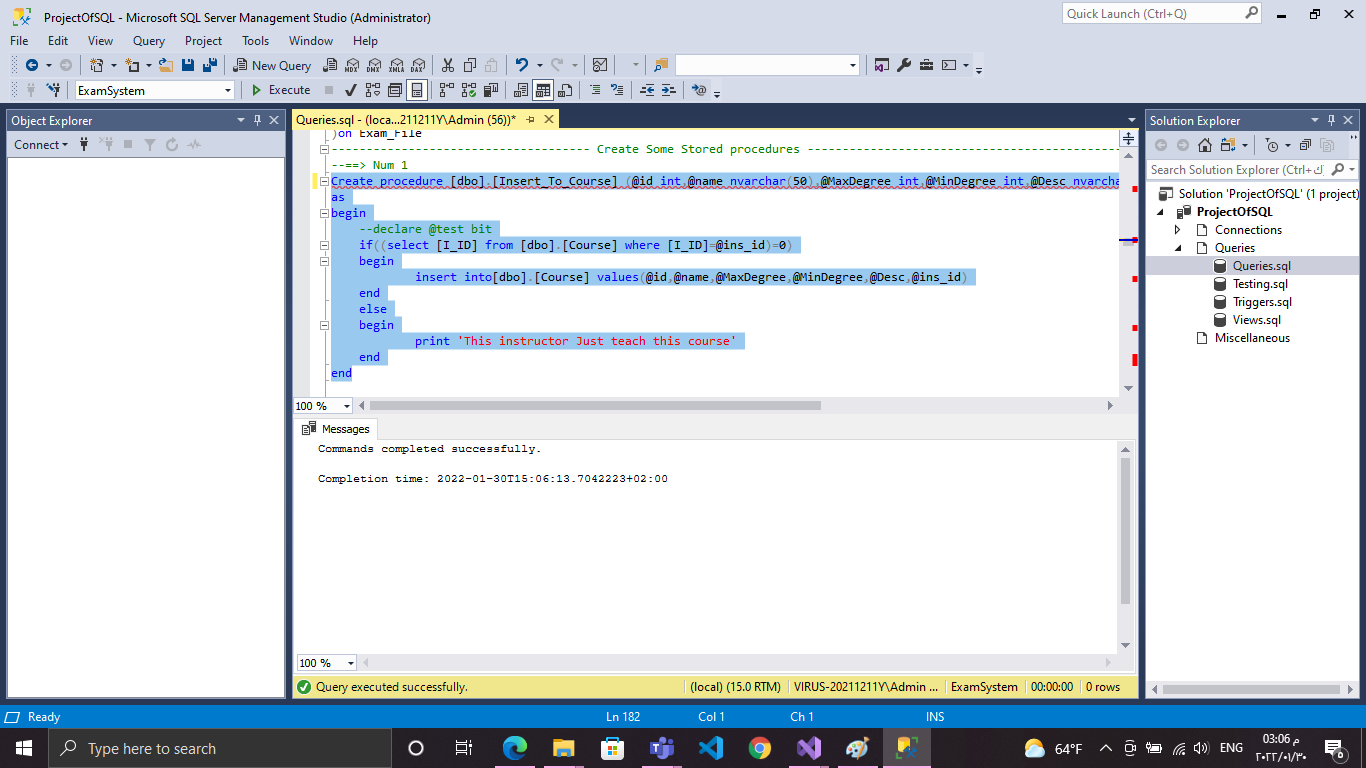 ProjectOfSQL - Microsoft SQL Server Management Studio (Administrator)
Quick Launch (Ctrl+Q)
File Edit View Query Project Tools Window Help
New Query MDX DMX XMLA DAX
ExamSystem Execute
Object Explorer
Connect
Queries.sql - (loca...211211Y\Admin (56))*
)on Exam_File
------------------------------------- Create Some Stored procedures ---------------------------------------------
--==> Num 1
Create procedure [dbo].[Insert_To_Course] (@id int,@name nvarchar(50),@MaxDegree int,@MinDegree int,@Desc nvarcha
as
begin
--declare @test bit
if((select [I_ID] from [dbo].[Course] where [I_ID]=@ins_id)=0)
begin
insert into[dbo].[Course] values(@id,@name,@MaxDegree,@MinDegree,@Desc,@ins_id)
end
else
begin
print 'This instructor Just teach this course'
end
end
100 %
Messages
Commands completed successfully.
Completion time: 2022-01-30T15:06:13.7042223+02:00
100 %
Query executed successfully. (local) (15.0 RTM) VIRUS-20211211Y\Admin ... ExamSystem 00:00:00 0 rows
Solution Explorer
Search Solution Explorer (Ctrl+ك)
Solution 'ProjectOfSQL' (1 project)
ProjectOfSQL
Connections
Queries
Queries.sql
Testing.sql
Triggers.sql
Views.sql
Miscellaneous
Ready Ln 182 Col 1 Ch 1 INS
Type here to search
64°F ENG
03:06 م
٢٠٢٢/٠١/٣٠
8